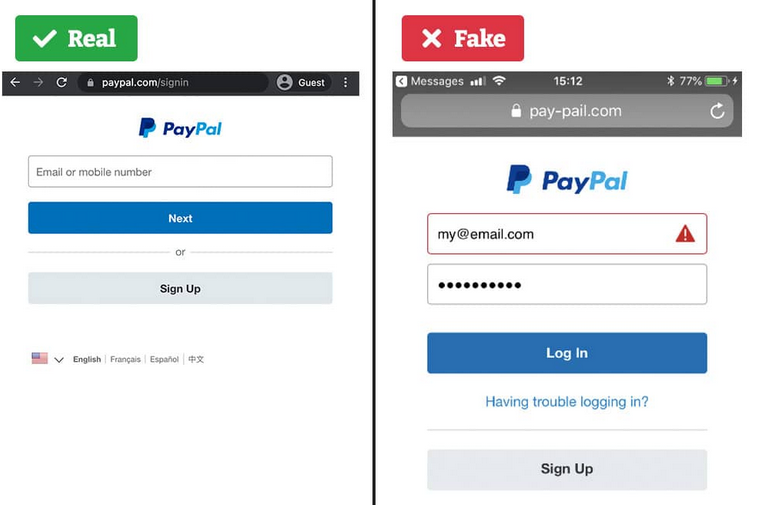 Real
paypal.com/signin
Guest
PayPal
Email or mobile number
Next
or
Sign Up
English | Français | Español | 中文
Fake
Messages 15:12 77%
pay-pail.com
PayPal
my@email.com
••••••••••
Log In
Having trouble logging in?
Sign Up